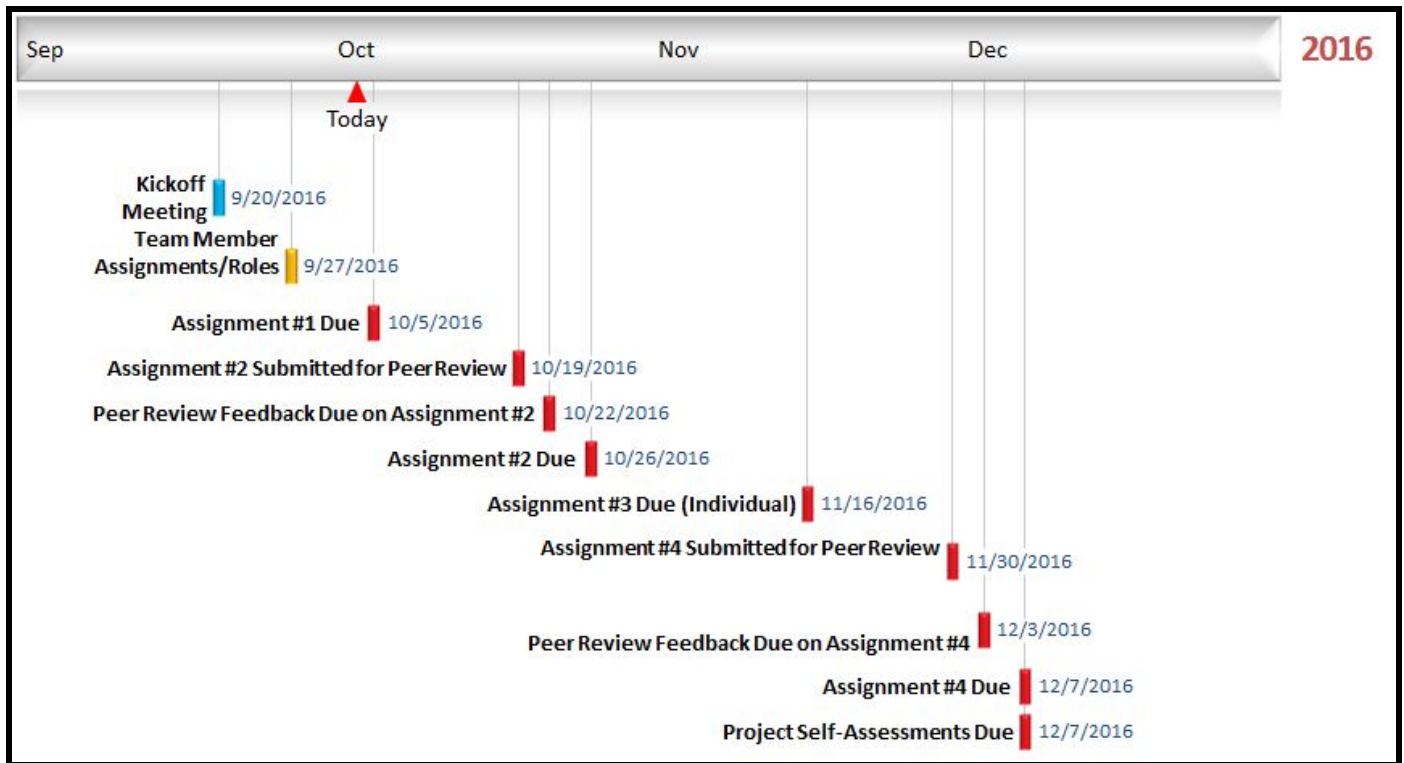 Sep Oct Nov Dec 2016
Today
Kickoff
Meeting 9/20/2016
Team Member
Assignments/Roles 9/27/2016
Assignment #1 Due 10/5/2016
Assignment #2 Submitted for Peer Review 10/19/2016
Peer Review Feedback Due on Assignment #2 10/22/2016
Assignment #2 Due 10/26/2016
Assignment #3 Due (Individual) 11/16/2016
Assignment #4 Submitted for Peer Review 11/30/2016
Peer Review Feedback Due on Assignment #4 12/3/2016
Assignment #4 Due 12/7/2016
Project Self-Assessments Due 12/7/2016